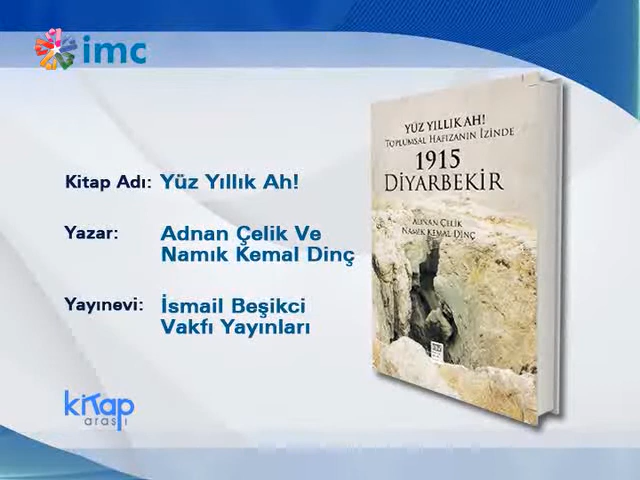 imc
Kitap Adı: Yüz Yıllık Ah!
Yazar: Adnan Çelik Ve
Namık Kemal Dinç
Yayınevi: İsmail Beşikci
Vakfı Yayınları
kitap
arası
YÜZ YILLIK AH!
TOPLUMSAL HAFIZANIN İZİNDE
1915
DİYARBEKİR
ADNAN ÇELİK
NAMIK KEMAL DİNÇ